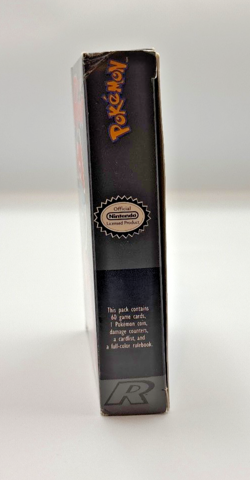 POKéMON
Official
Nintendo
Licensed Product
This pack contains
60 game cards,
1 Pokémon coin,
damage counters,
a cardlist, and
a full-color rulebook.
R